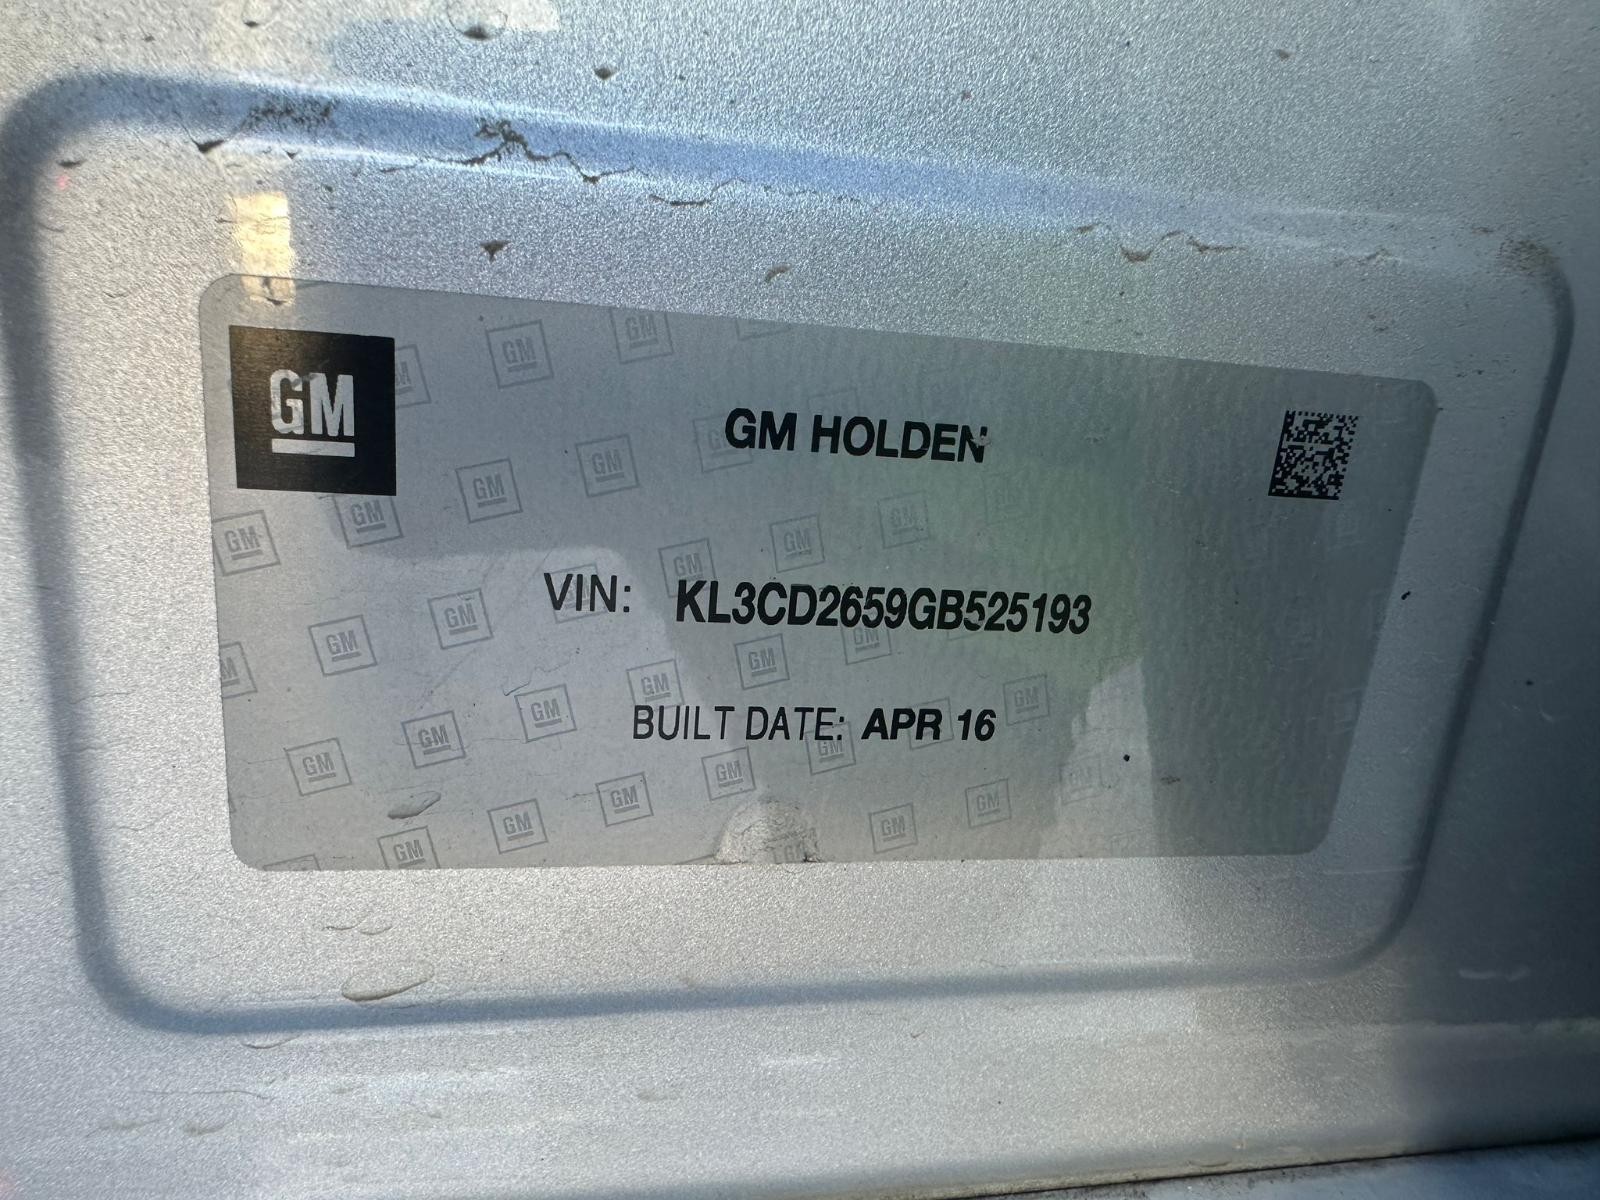 GM
GM HOLDEN
VIN: KL3CD2659GB525193
BUILT DATE: APR 16